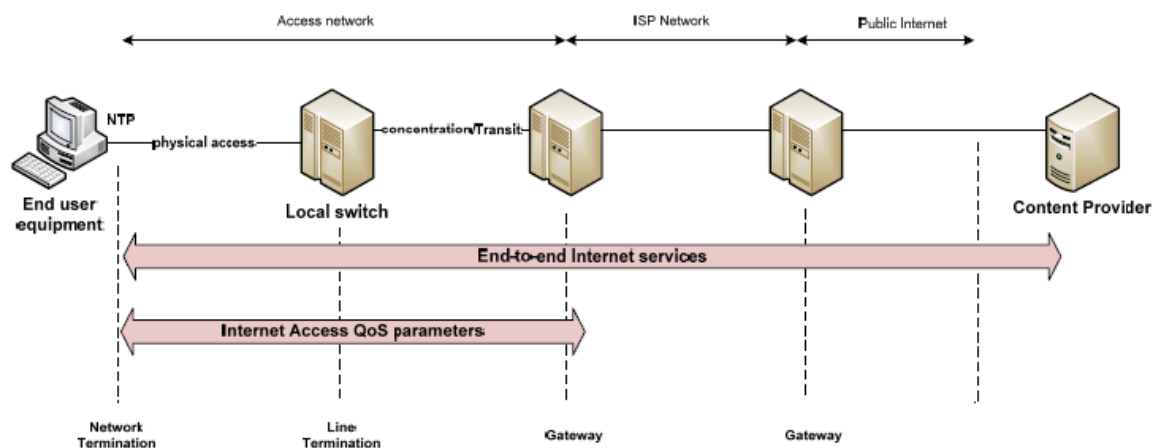 Access network
ISP Network
Public Internet
NTP
physical access
concentration/Transit
End user
equipment
Local switch
Content Provider
End-to-end Internet services
Internet Access QoS parameters
Network
Termination
Line
Termination
Gateway
Gateway